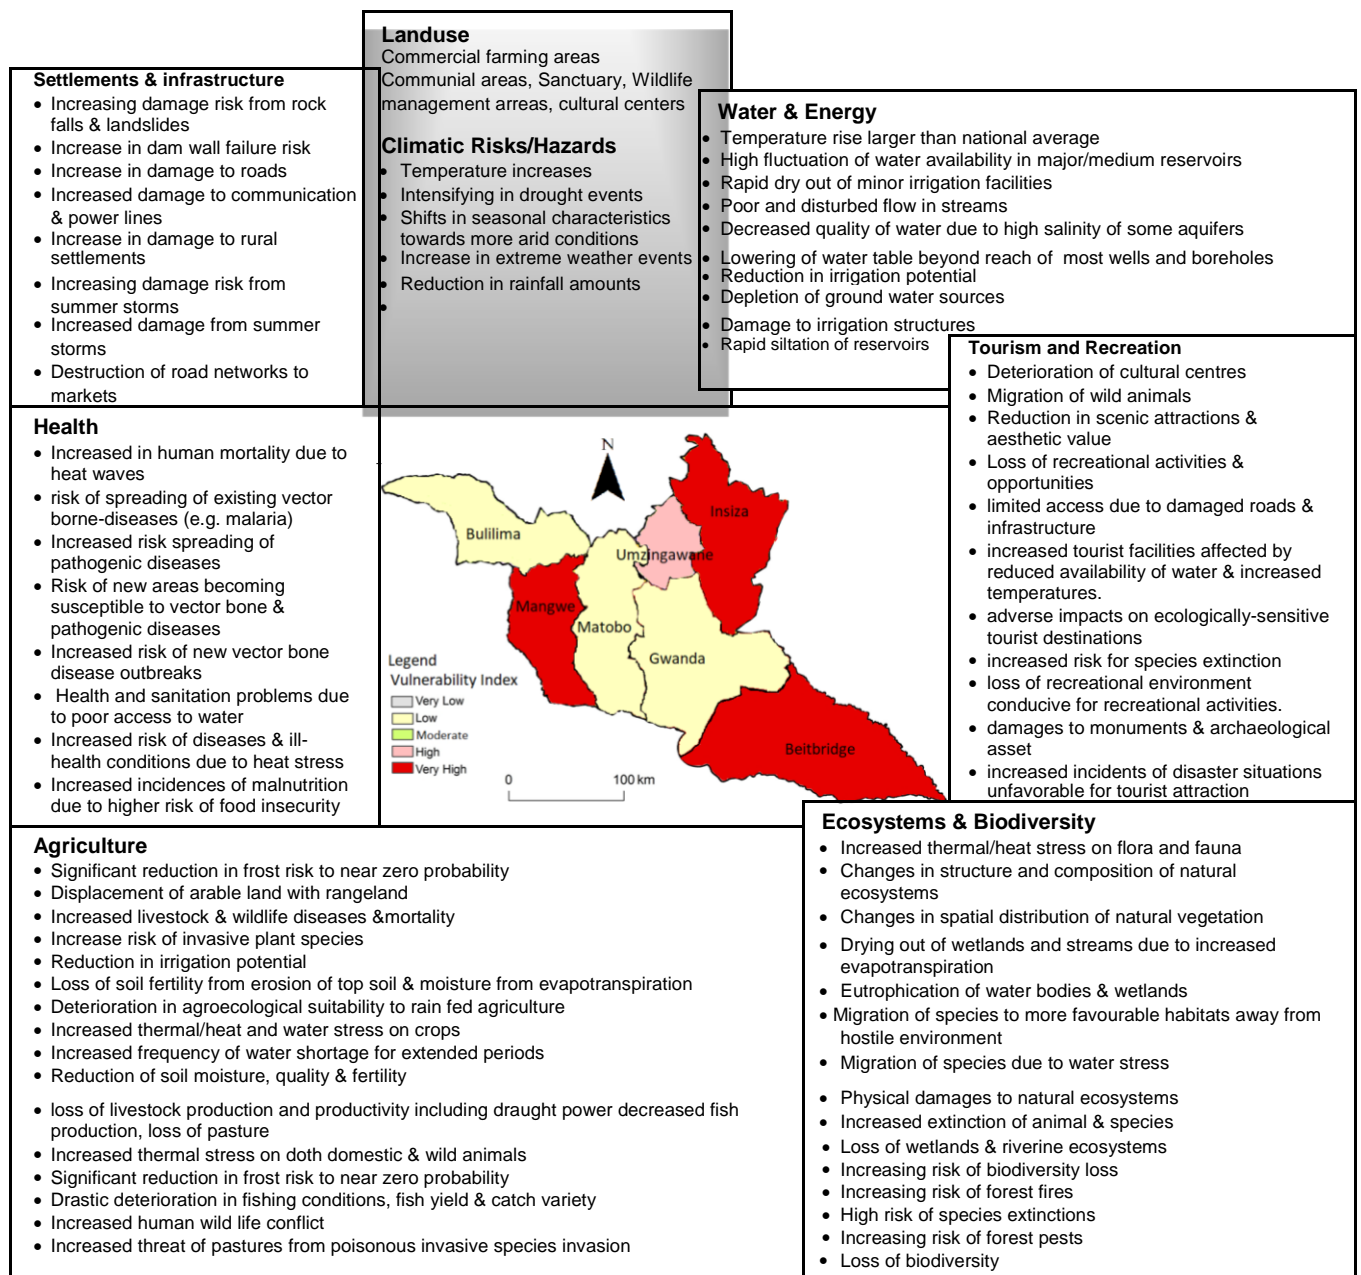 Landuse
Commercial farming areas
Communial areas, Sanctuary, Wildlife
management arreas, cultural centers
Climatic Risks/Hazards
• Temperature increases
• Intensifying in drought events
• Shifts in seasonal characteristics
towards more arid conditions
• Increase in extreme weather events
• Reduction in rainfall amounts
•
Settlements & infrastructure
• Increasing damage risk from rock
falls & landslides
• Increase in dam wall failure risk
• Increase in damage to roads
• Increased damage to communication
& power lines
• Increase in damage to rural
settlements
• Increasing damage risk from
summer storms
• Increased damage from summer
storms
• Destruction of road networks to
markets
Water & Energy
• Temperature rise larger than national average
• High fluctuation of water availability in major/medium reservoirs
• Rapid dry out of minor irrigation facilities
• Poor and disturbed flow in streams
• Decreased quality of water due to high salinity of some aquifers
• Lowering of water table beyond reach of most wells and boreholes
• Reduction in irrigation potential
• Depletion of ground water sources
• Damage to irrigation structures
• Rapid siltation of reservoirs
Tourism and Recreation
• Deterioration of cultural centres
• Migration of wild animals
• Reduction in scenic attractions &
aesthetic value
• Loss of recreational activities &
opportunities
• limited access due to damaged roads &
infrastructure
• increased tourist facilities affected by
reduced availability of water & increased
temperatures.
• adverse impacts on ecologically-sensitive
tourist destinations
• increased risk for species extinction
• loss of recreational environment
conducive for recreational activities.
• damages to monuments & archaeological
asset
• increased incidents of disaster situations
unfavorable for tourist attraction
Health
• Increased in human mortality due to
heat waves
• risk of spreading of existing vector
borne-diseases (e.g. malaria)
• Increased risk spreading of
pathogenic diseases
• Risk of new areas becoming
susceptible to vector bone &
pathogenic diseases
• Increased risk of new vector bone
disease outbreaks
• Health and sanitation problems due
to poor access to water
• Increased risk of diseases & ill-
health conditions due to heat stress
• Increased incidences of malnutrition
due to higher risk of food insecurity
N
Insiza
Bulilima
Umzingawane
Mangwe
Matobo
Gwanda
Beitbridge
Legend
Vulnerability Index
Very Low
Low
Moderate
High
Very High
0 100 km
Agriculture
• Significant reduction in frost risk to near zero probability
• Displacement of arable land with rangeland
• Increased livestock & wildlife diseases &mortality
• Increase risk of invasive plant species
• Reduction in irrigation potential
• Loss of soil fertility from erosion of top soil & moisture from evapotranspiration
• Deterioration in agroecological suitability to rain fed agriculture
• Increased thermal/heat and water stress on crops
• Increased frequency of water shortage for extended periods
• Reduction of soil moisture, quality & fertility
• loss of livestock production and productivity including draught power decreased fish
production, loss of pasture
• Increased thermal stress on doth domestic & wild animals
• Significant reduction in frost risk to near zero probability
• Drastic deterioration in fishing conditions, fish yield & catch variety
• Increased human wild life conflict
• Increased threat of pastures from poisonous invasive species invasion
Ecosystems & Biodiversity
• Increased thermal/heat stress on flora and fauna
• Changes in structure and composition of natural
ecosystems
• Changes in spatial distribution of natural vegetation
• Drying out of wetlands and streams due to increased
evapotranspiration
• Eutrophication of water bodies & wetlands
• Migration of species to more favourable habitats away from
hostile environment
• Migration of species due to water stress
• Physical damages to natural ecosystems
• Increased extinction of animal & species
• Loss of wetlands & riverine ecosystems
• Increasing risk of biodiversity loss
• Increasing risk of forest fires
• High risk of species extinctions
• Increasing risk of forest pests
• Loss of biodiversity